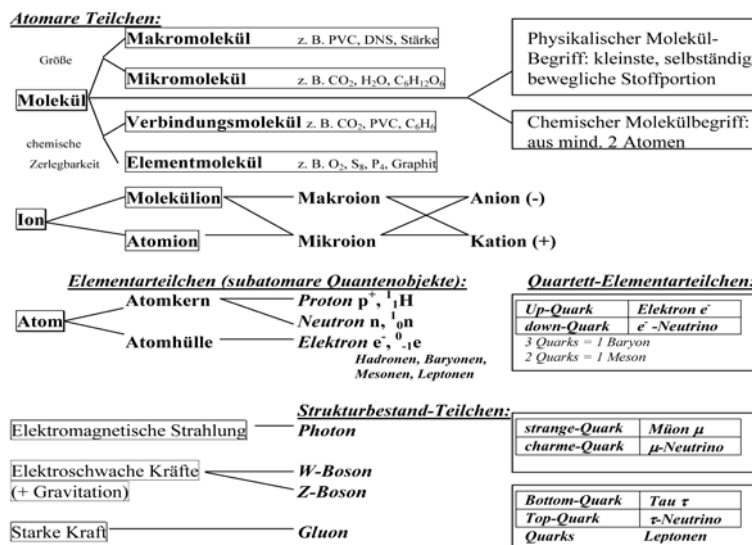 Atomare Teilchen:
Makromolekül z. B. PVC, DNS, Stärke
Größe
Mikromolekül z. B. CO₂, H₂O, C₆H₁₂O₆
Molekül
Verbindungsmolekül z. B. CO₂, PVC, C₆H₆
chemische
Zerlegbarkeit
Elementmolekül z. B. O₂, S₈, P₄, Graphit
Physikalischer Molekül-
Begriff: kleinste, selbständig
bewegliche Stoffportion
Chemischer Molekülbegriff:
aus mind. 2 Atomen
Molekülion Makroion Anion (-)
Ion
Atomion Mikroion Kation (+)
Elementarteilchen (subatomare Quantenobjekte):
Atomkern Proton p⁺, ¹₁H
Atom Neutron n, ¹₀n
Atomhülle Elektron e⁻, ⁰₋₁e
Hadronen, Baryonen,
Mesonen, Leptonen
Quartett-Elementarteilchen:
Up-Quark Elektron e⁻
down-Quark e⁻ -Neutrino
3 Quarks = 1 Baryon
2 Quarks = 1 Meson
Strukturbestand-Teilchen:
Elektromagnetische Strahlung Photon
Elektroschwache Kräfte W-Boson
(+ Gravitation) Z-Boson
Starke Kraft Gluon
strange-Quark Müon μ
charme-Quark μ-Neutrino
Bottom-Quark Tau τ
Top-Quark τ-Neutrino
Quarks Leptonen